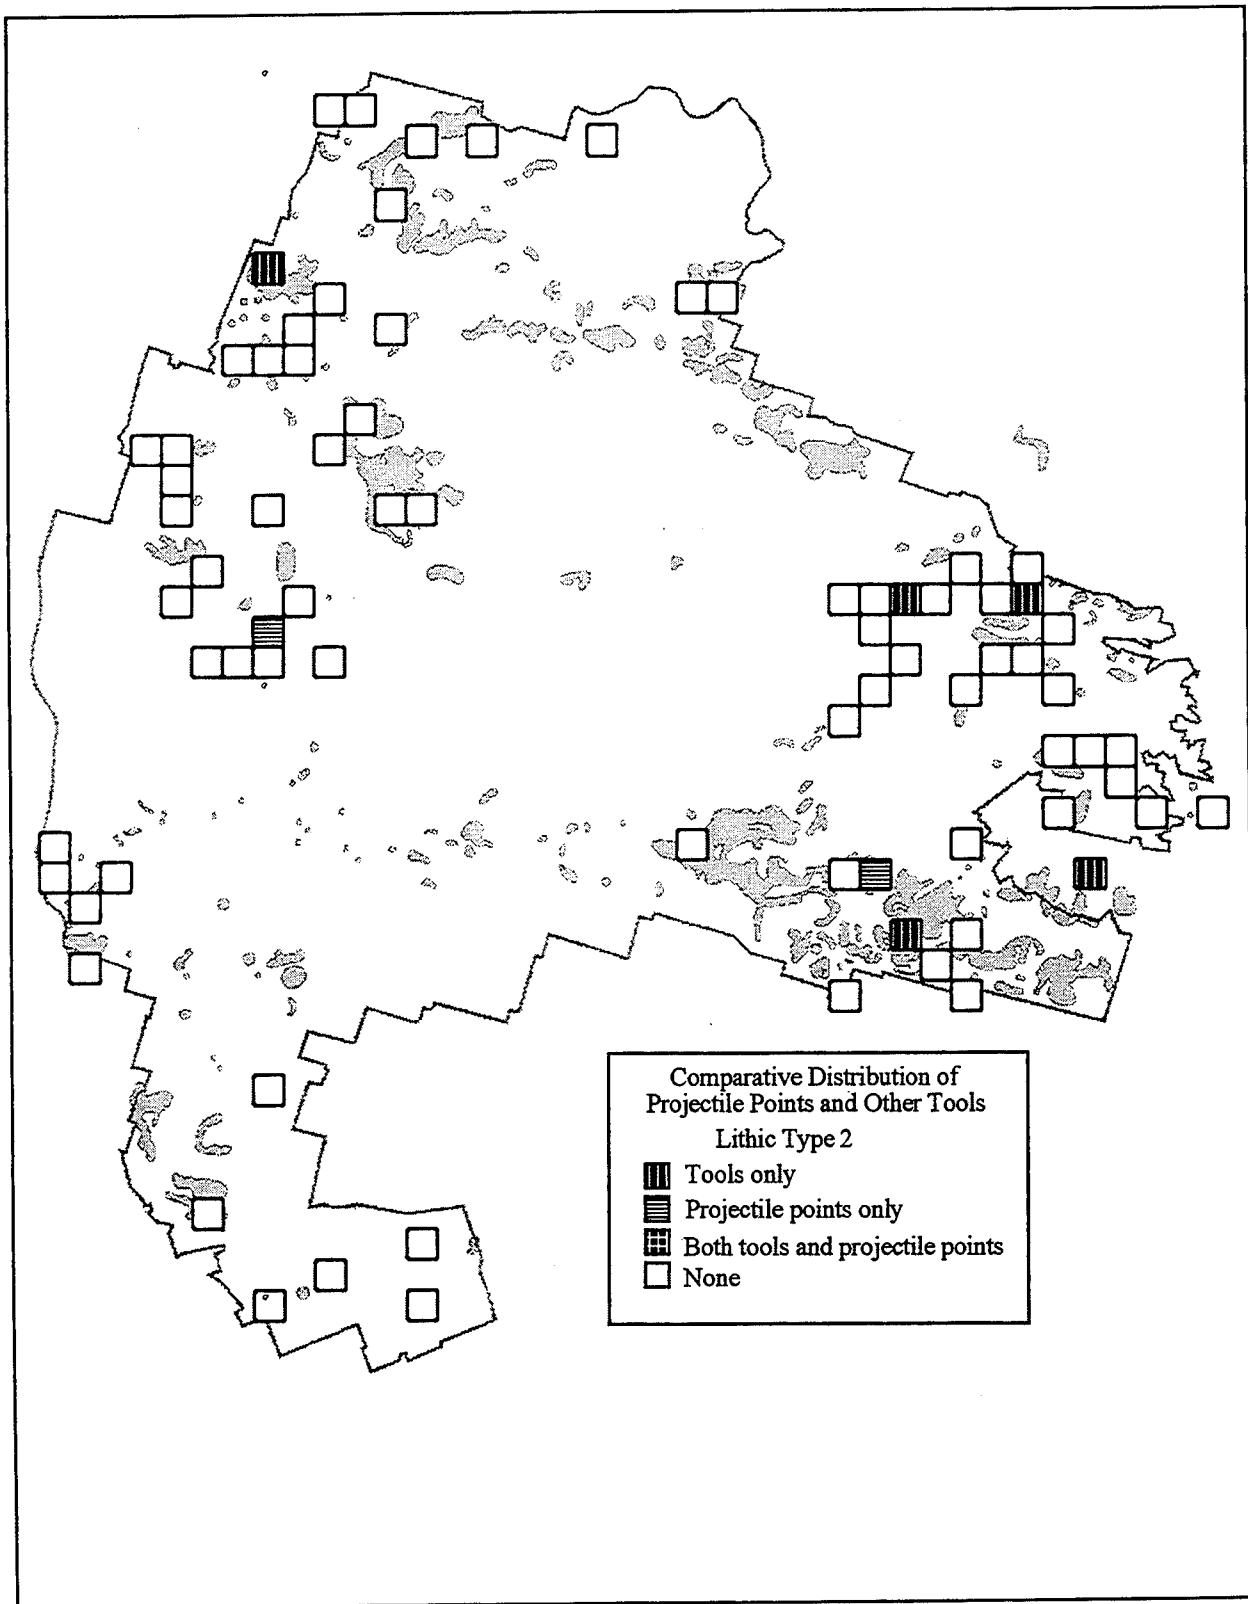 Comparative Distribution of
Projectile Points and Other Tools
Lithic Type 2
Tools only
Projectile points only
Both tools and projectile points
None